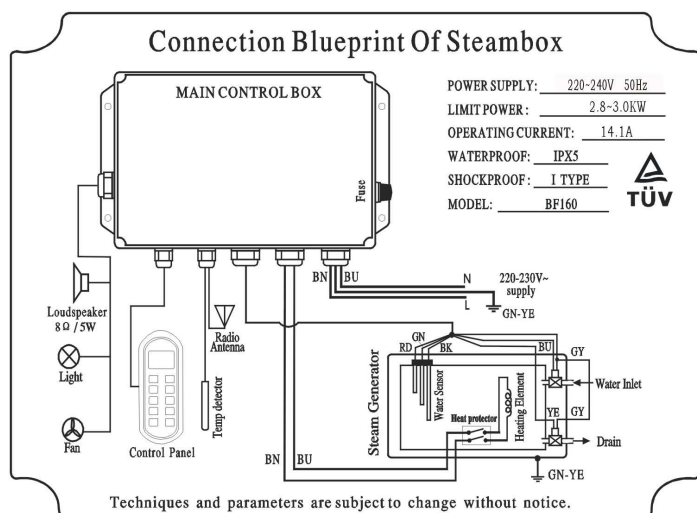 Connection Blueprint Of Steambox
MAIN CONTROL BOX
Fuse
POWER SUPPLY: 220~240V 50Hz
LIMIT POWER: 2.8~3.0KW
OPERATING CURRENT: 14.1A
WATERPROOF: IPX5
SHOCKPROOF: I TYPE
MODEL: BF160
TÜV
BN BU
N
L
220-230V~
supply
GN-YE
Loudspeaker
8Ω/5W
Light
Fan
Control Panel
Temp detector
Radio
Antenna
BN BU
Steam Generator
RD GN BK
Water Sensor
Heat protector
Heating Element
BU GY
Water Inlet
YE GY
Drain
GN-YE
Techniques and parameters are subject to change without notice.